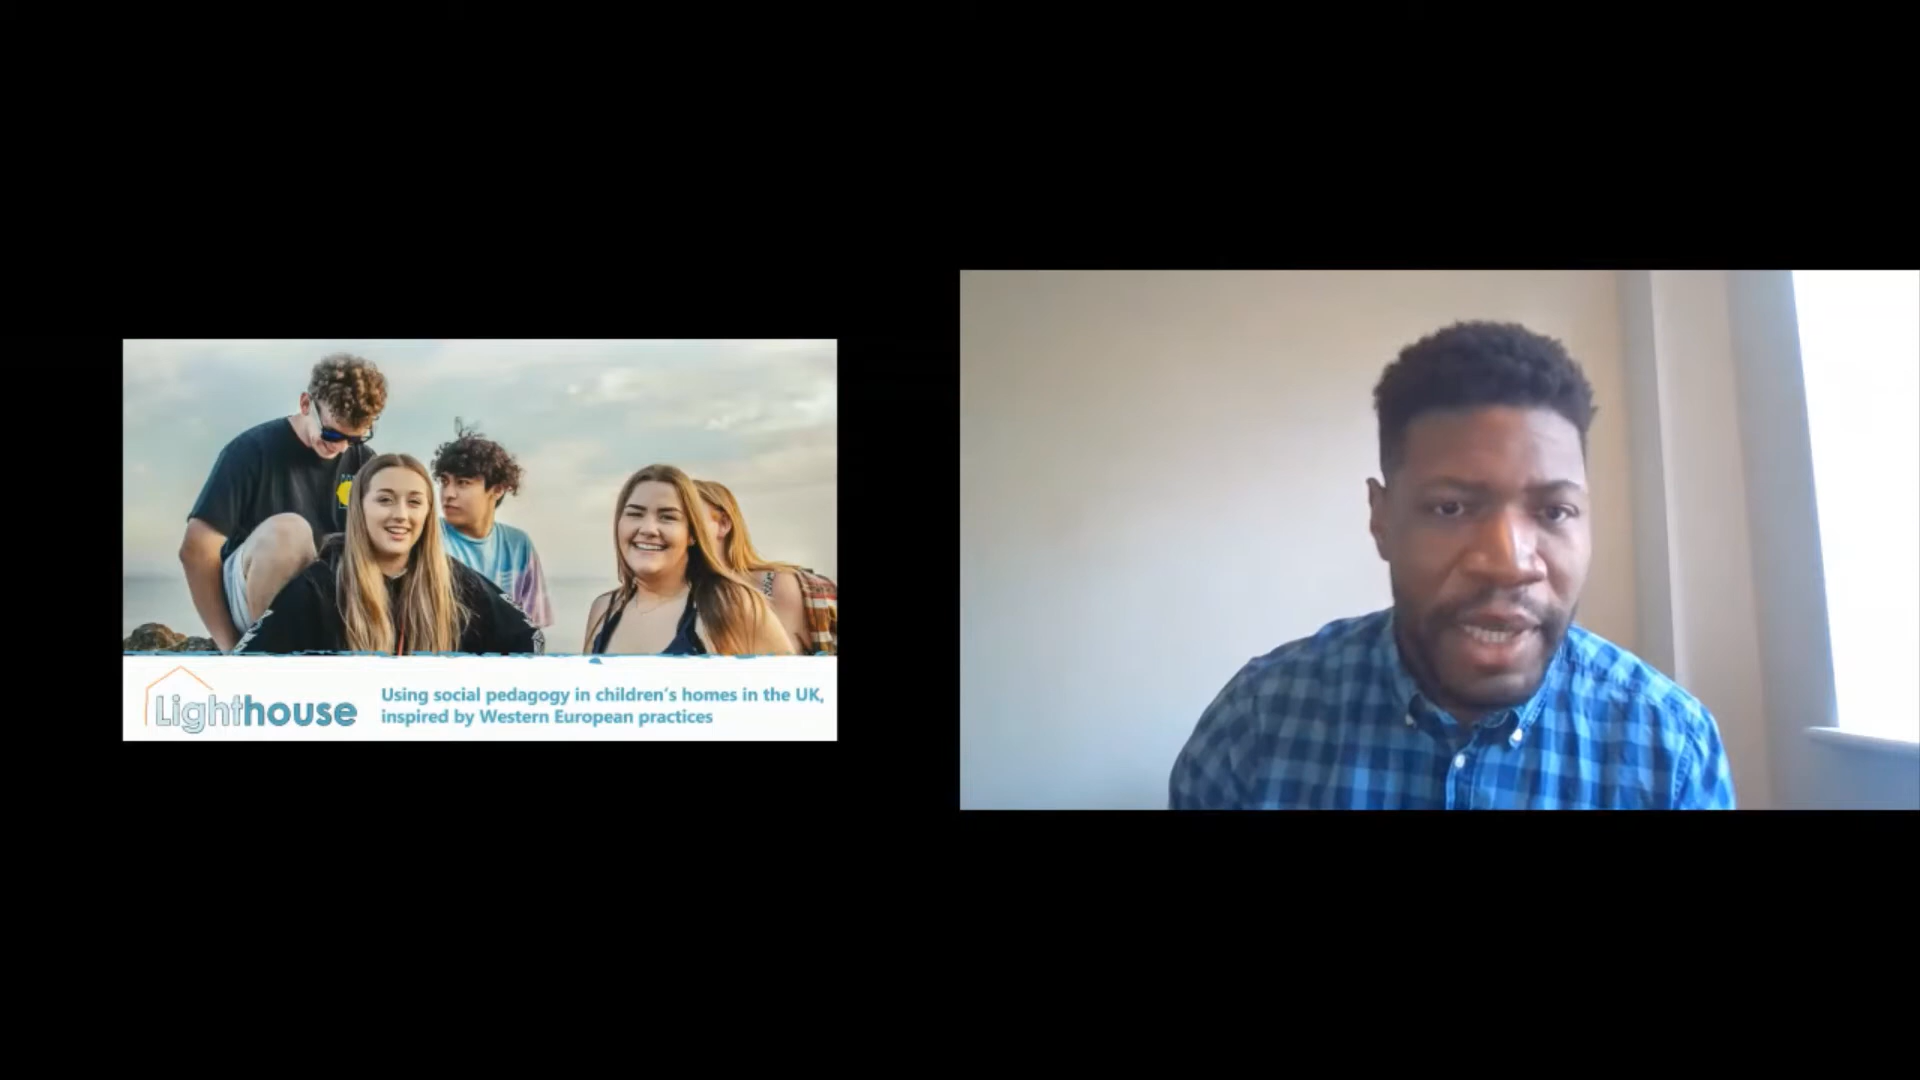 Lighthouse
Using social pedagogy in children's homes in the UK,
inspired by Western European practices